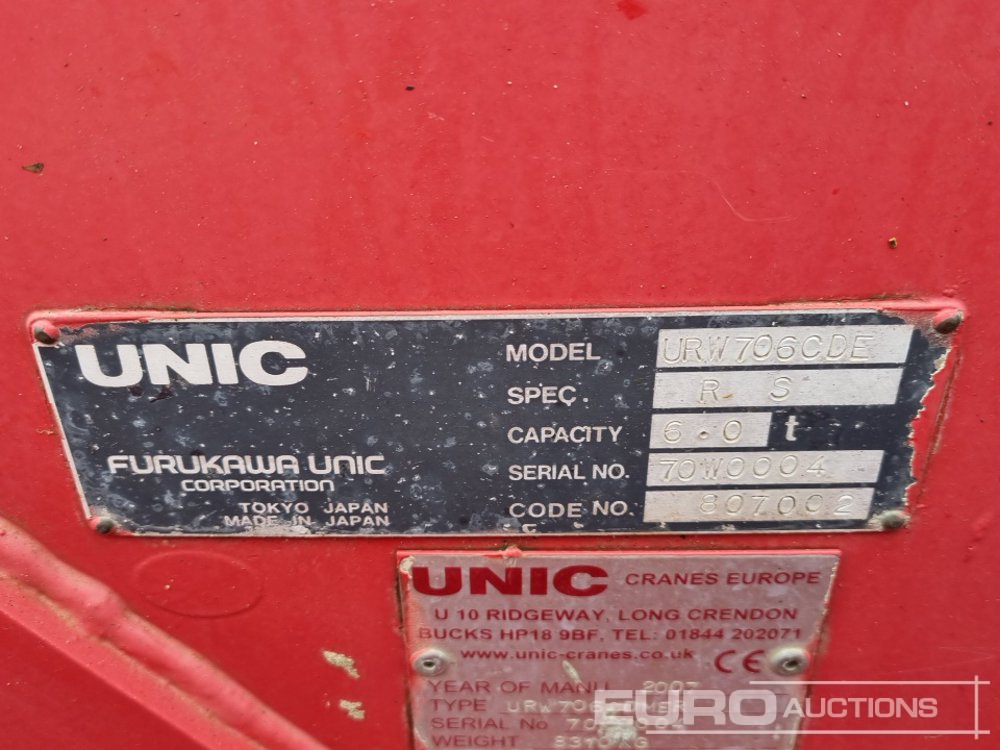 UNIC
FURUKAWA UNIC
CORPORATION
TOKYO JAPAN
MADE IN JAPAN
MODEL URW706CDE
SPEC. R S
CAPACITY 6.0 t
SERIAL NO. 70W0004
CODE NO. 807002
UNIC CRANES EUROPE
U 10 RIDGEWAY, LONG CRENDON
BUCKS HP18 9BF, TEL: 01844 202071
www.unic-cranes.co.uk CE
YEAR OF MANU. 2007
TYPE
SERIAL No
WEIGHT
EURO AUCTIONS